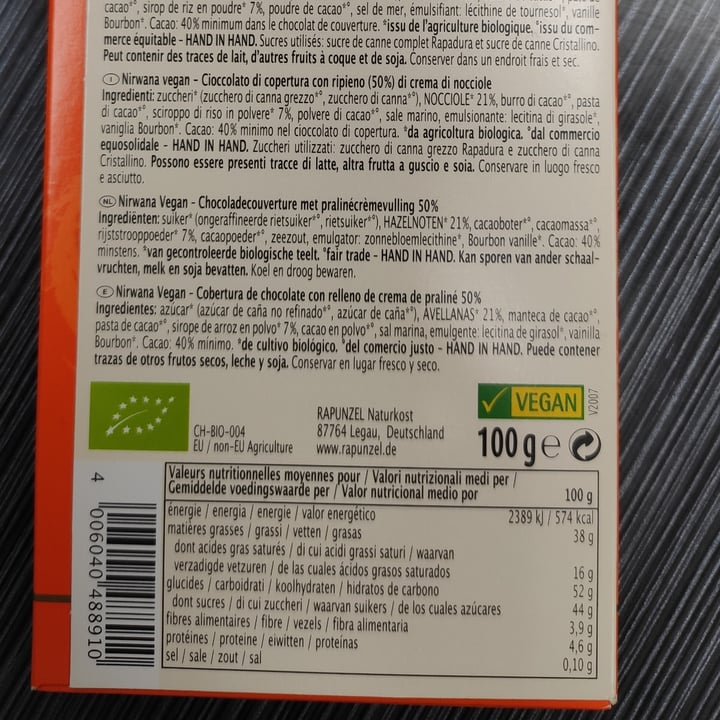 cacao*°, sirop de riz en poudre* 7%, poudre de cacao*°, sel de mer, émulsifiant: lécithine de tournesol*, vanille
Bourbon*. Cacao: 40% minimum dans le chocolat de couverture. *issu de l'agriculture biologique. °issu du com-
merce équitable - HAND IN HAND. Sucres utilisés: sucre de canne complet Rapadura et sucre de canne Cristallino.
Peut contenir des traces de lait, d'autres fruits à coque et de soja. Conserver dans un endroit frais et sec.
I Nirwana vegan - Cioccolato di copertura con ripieno (50%) di crema di nocciole
Ingredienti: zuccheri* (zucchero di canna grezzo*°, zucchero di canna*°), NOCCIOLE* 21%, burro di cacao*°, pasta
di cacao*°, sciroppo di riso in polvere* 7%, polvere di cacao*°, sale marino, emulsionante: lecitina di girasole*,
vaniglia Bourbon*. Cacao: 40% minimo nel cioccolato di copertura. *da agricoltura biologica. °dal commercio
equosolidale - HAND IN HAND. Zuccheri utilizzati: zucchero di canna grezzo Rapadura e zucchero di canna
Cristallino. Possono essere presenti tracce di latte, altra frutta a guscio e soia. Conservare in luogo fresco
e asciutto.
NL Nirwana Vegan - Chocoladecouverture met pralinécrèmevulling 50%
Ingrediënten: suiker* (ongeraffineerde rietsuiker*°, rietsuiker*°), HAZELNOTEN* 21%, cacaoboter*°, cacaomassa*°,
rijststrooppoeder* 7%, cacaopoeder*°, zeezout, emulgator: zonnebloemlecithine*, Bourbon vanille*. Cacao: 40%
minstens. *van gecontroleerde biologische teelt. °fair trade - HAND IN HAND. Kan sporen van ander schaal-
vruchten, melk en soja bevatten. Koel en droog bewaren.
E Nirwana Vegan - Cobertura de chocolate con relleno de crema de praliné 50%
Ingredientes: azúcar* (azúcar de caña no refinado*°, azúcar de caña*°), AVELLANAS* 21%, manteca de cacao*°,
pasta de cacao*°, sirope de arroz en polvo* 7%, cacao en polvo*°, sal marina, emulgente: lecitina de girasol*, vainilla
Bourbon*. Cacao: 40% mínimo. *de cultivo biológico. °del comercio justo - HAND IN HAND. Puede contener
trazas de otros frutos secos, leche y soja. Conservar en lugar fresco y seco.
CH-BIO-004
EU / non-EU Agriculture
RAPUNZEL Naturkost
87764 Legau, Deutschland
www.rapunzel.de
VEGAN
V2007
100 g e
Valeurs nutritionnelles moyennes pour / Valori nutrizionali medi per /
Gemiddelde voedingswaarde per / Valor nutricional medio por 100 g
énergie / energia / energie / valor energético 2389 kJ / 574 kcal
matières grasses / grassi / vetten / grasas 38 g
dont acides gras saturés / di cui acidi grassi saturi / waarvan
verzadigde vetzuren / de las cuales ácidos grasos saturados 16 g
glucides / carboidrati / koolhydraten / hidratos de carbono 52 g
dont sucres / di cui zuccheri / waarvan suikers / de los cuales azúcares 44 g
fibres alimentaires / fibre / vezels / fibra alimentaria 3,9 g
protéines / proteine / eiwitten / proteínas 4,6 g
sel / sale / zout / sal 0,10 g
4 006040 488910